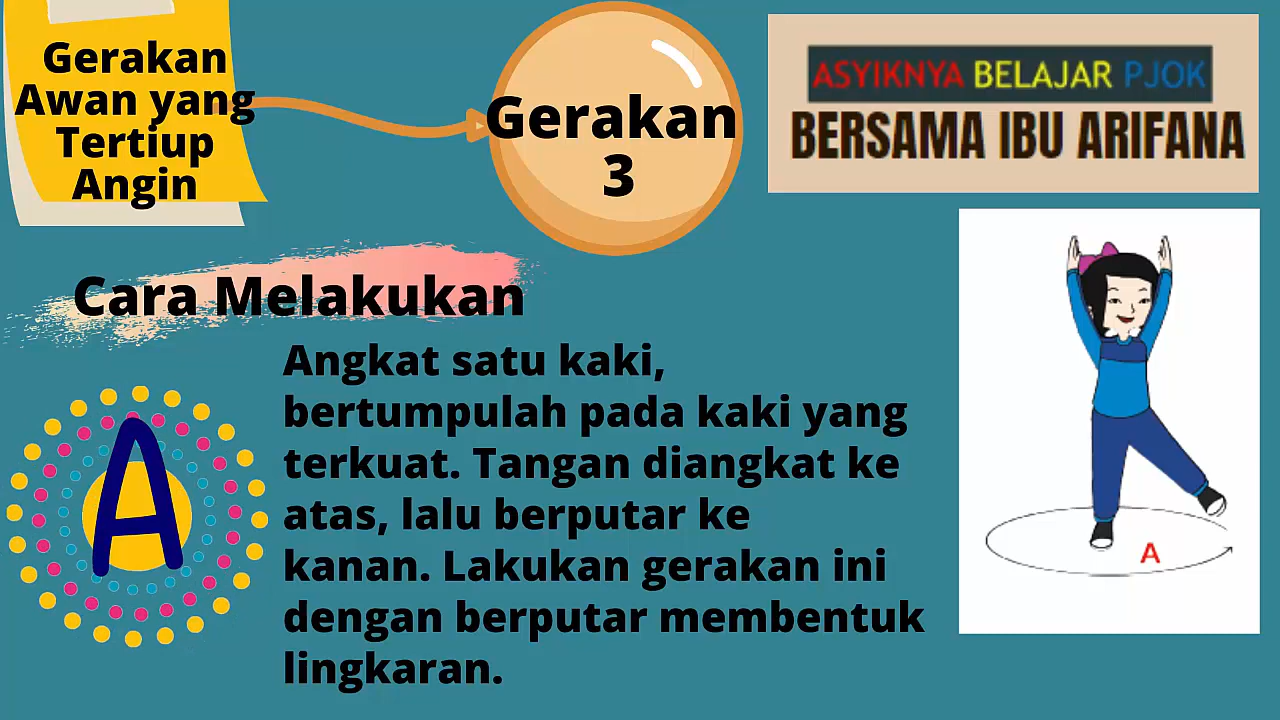 Gerakan
Awan yang
Tertiup
Angin
Gerakan
3
ASYIKNYA BELAJAR PJOK
BERSAMA IBU ARIFANA
Cara Melakukan
A
Angkat satu kaki,
bertumpulah pada kaki yang
terkuat. Tangan diangkat ke
atas, lalu berputar ke
kanan. Lakukan gerakan ini
dengan berputar membentuk
lingkaran.
A